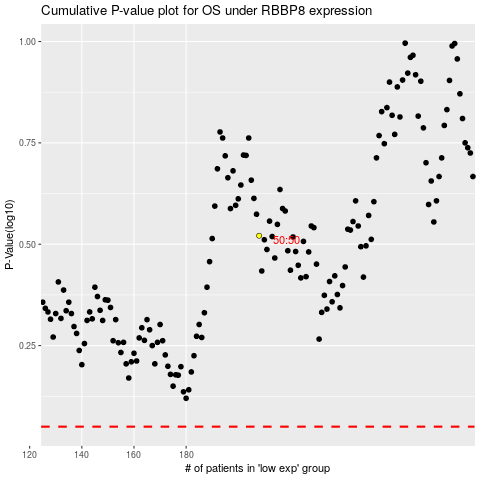 Cumulative P-value plot for OS under RBBP8 expression
P-Value(log10)
1.00
0.75
0.50
0.25
50:50
120 140 160 180
# of patients in 'low exp' group